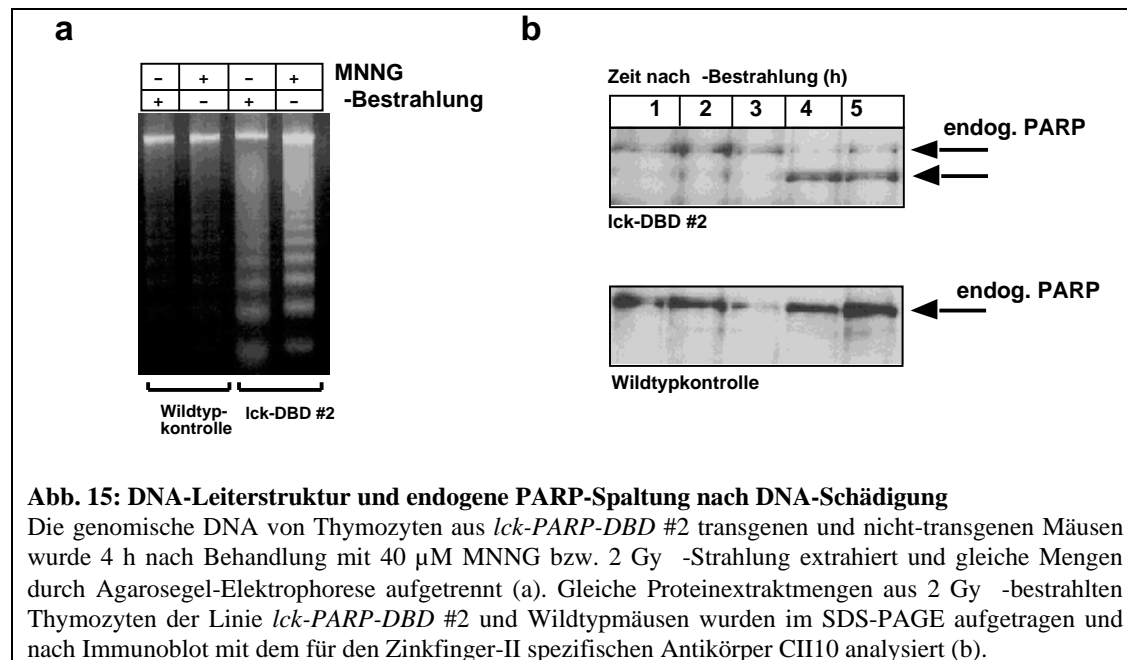 a
b
– + – + MNNG
+ – + – -Bestrahlung
Wildtyp-
kontrolle
lck-DBD #2
Zeit nach -Bestrahlung (h)
1 2 3 4 5
endog. PARP
lck-DBD #2
endog. PARP
Wildtypkontrolle
Abb. 15: DNA-Leiterstruktur und endogene PARP-Spaltung nach DNA-Schädigung
Die genomische DNA von Thymozyten aus lck-PARP-DBD #2 transgenen und nicht-transgenen Mäusen
wurde 4 h nach Behandlung mit 40 µM MNNG bzw. 2 Gy -Strahlung extrahiert und gleiche Mengen
durch Agarosegel-Elektrophorese aufgetrennt (a). Gleiche Proteinextraktmengen aus 2 Gy -bestrahlten
Thymozyten der Linie lck-PARP-DBD #2 und Wildtypmäusen wurden im SDS-PAGE aufgetragen und
nach Immunoblot mit dem für den Zinkfinger-II spezifischen Antikörper CII10 analysiert (b).